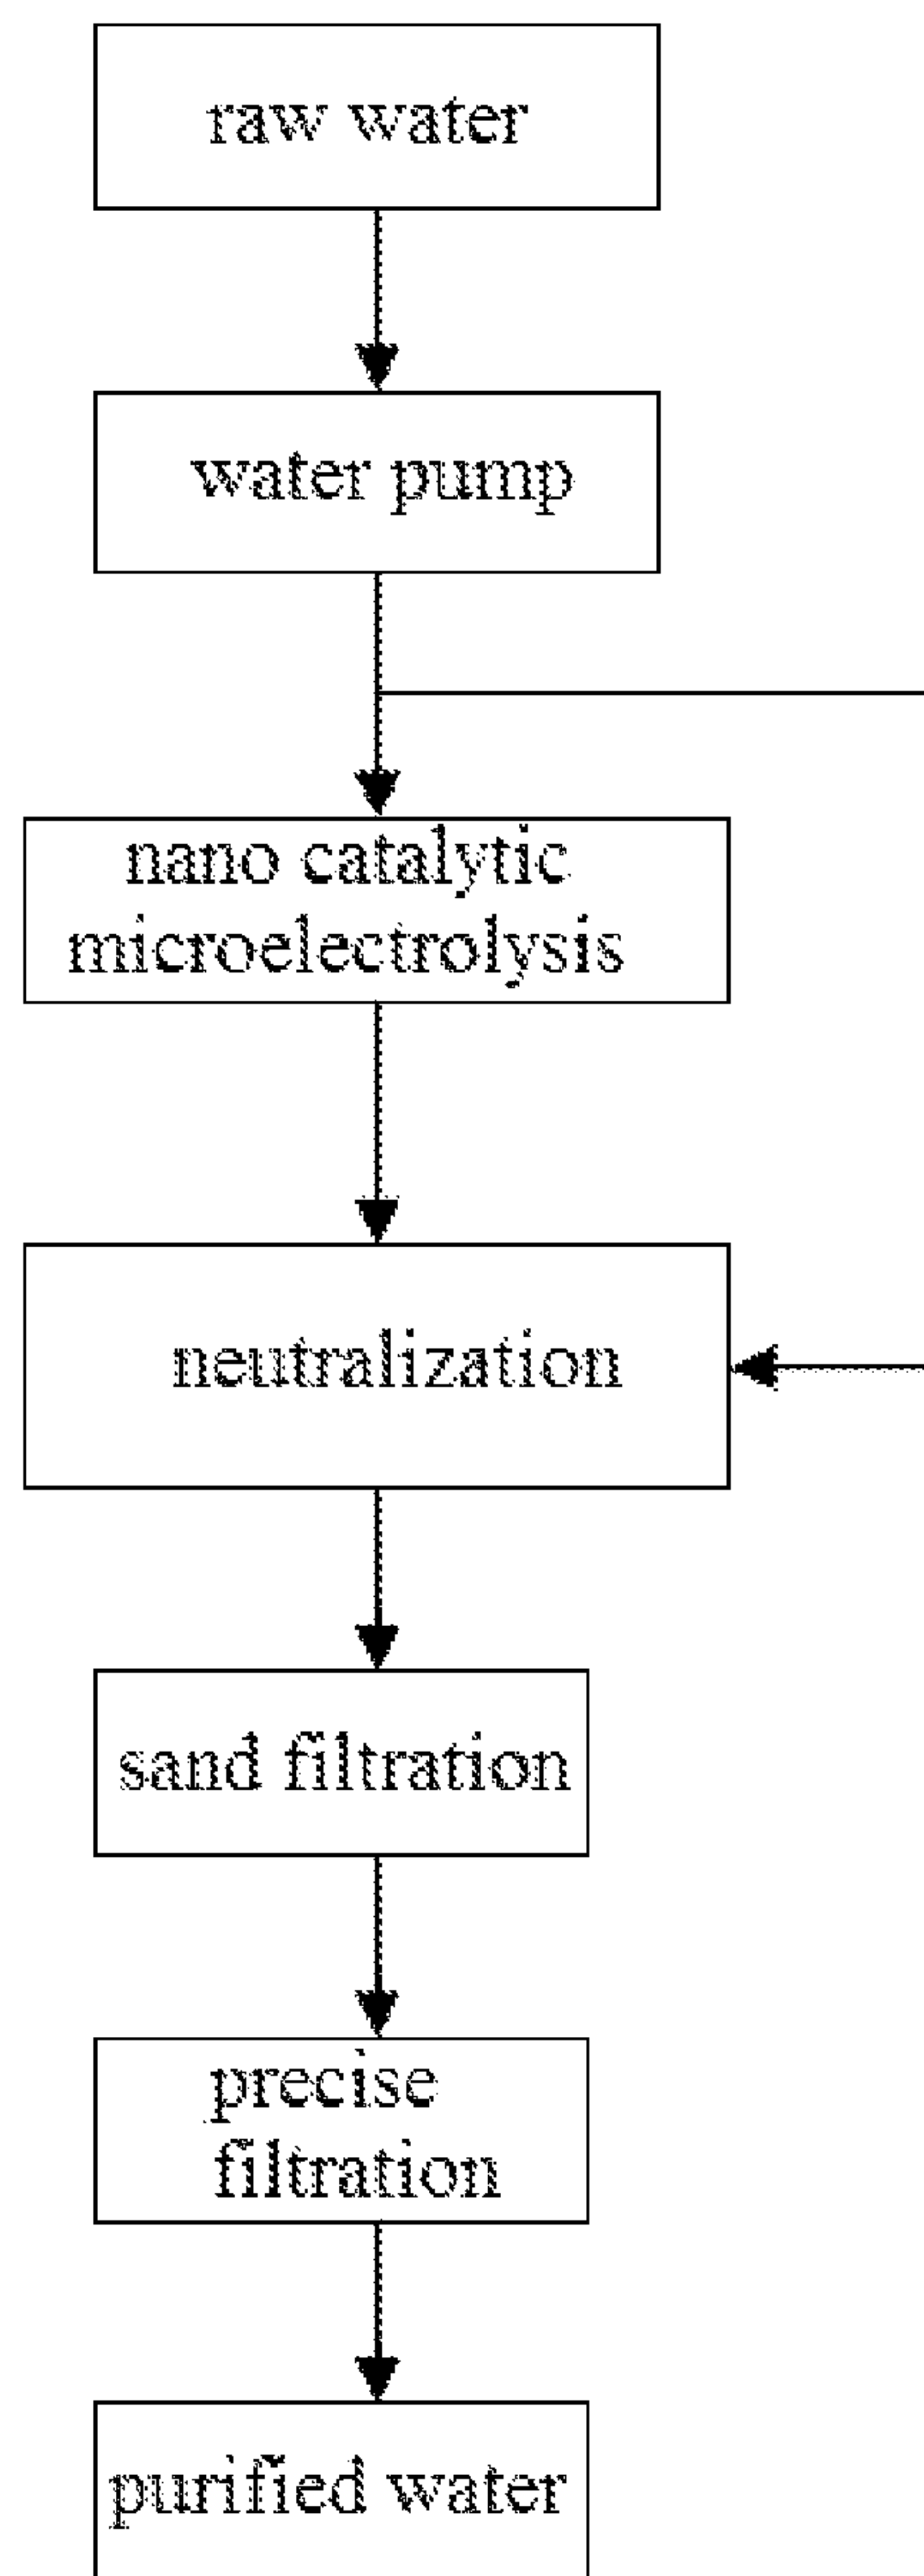 raw water
water pump
nano catalytic
microelectrolysis
neutralization
sand filtration
precise
filtration
purified water